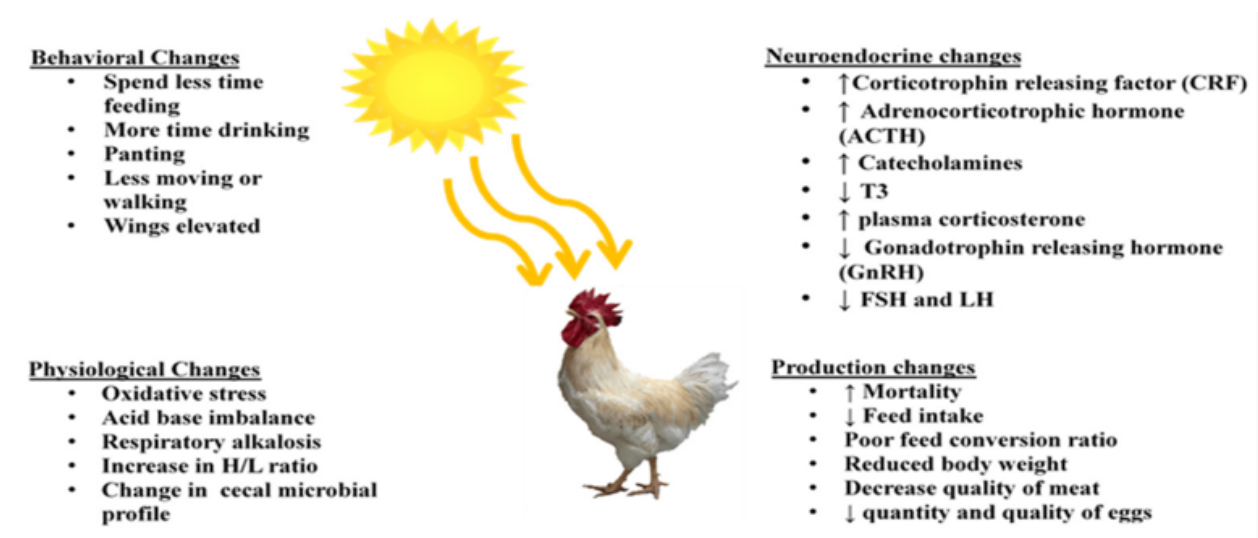 Behavioral Changes
• Spend less time
feeding
• More time drinking
• Panting
• Less moving or
walking
• Wings elevated
Neuroendocrine changes
• ↑Corticotrophin releasing factor (CRF)
• ↑ Adrenocorticotrophic hormone
(ACTH)
• ↑ Catecholamines
• ↓ T3
• ↑ plasma corticosterone
• ↓ Gonadotrophin releasing hormone
(GnRH)
• ↓ FSH and LH
Physiological Changes
• Oxidative stress
• Acid base imbalance
• Respiratory alkalosis
• Increase in H/L ratio
• Change in cecal microbial
profile
Production changes
• ↑ Mortality
• ↓ Feed intake
• Poor feed conversion ratio
• Reduced body weight
• Decrease quality of meat
• ↓ quantity and quality of eggs